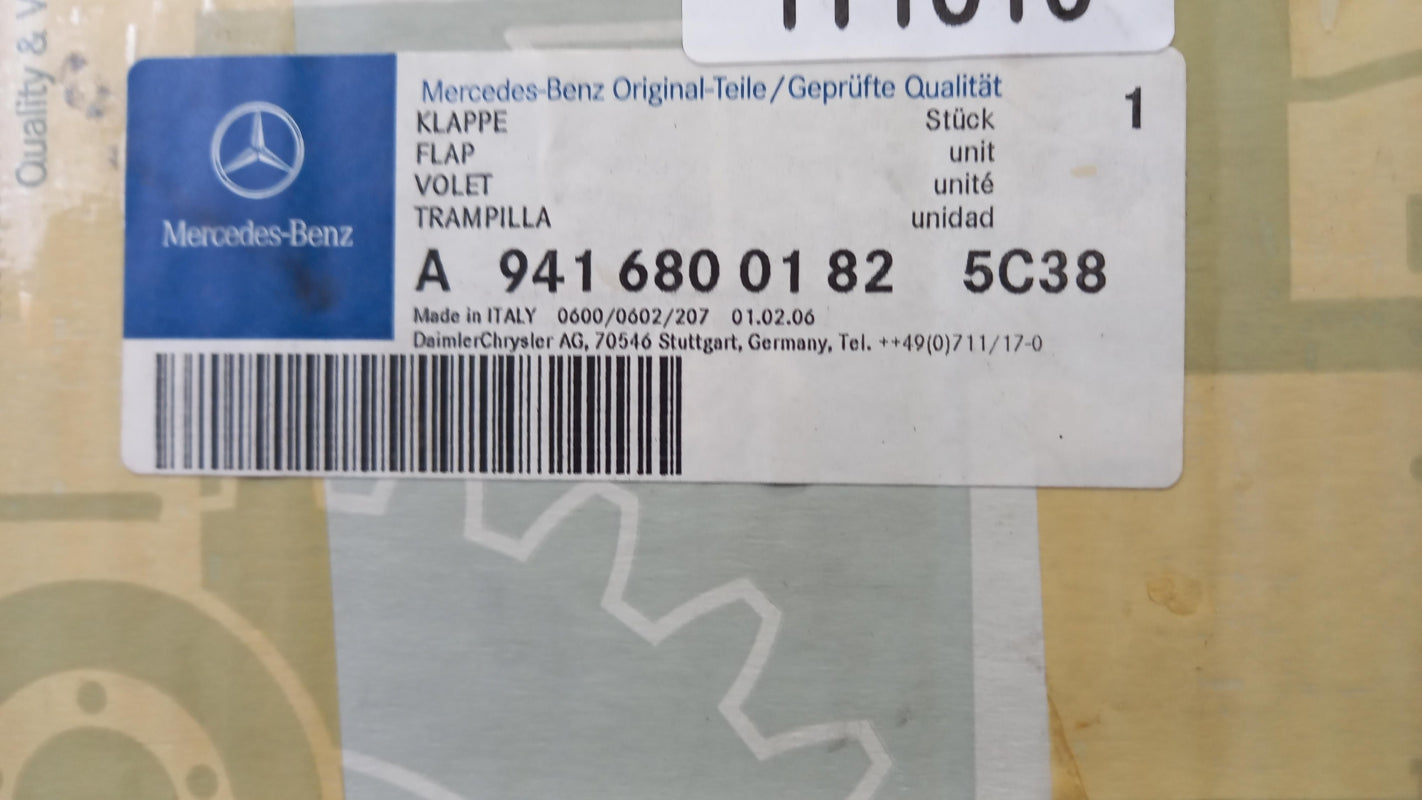 Quality &
Mercedes-Benz
Mercedes-Benz Original-Teile/Geprüfte Qualität
KLAPPE Stück 1
FLAP unit
VOLET unité
TRAMPILLA unidad
A 941 680 01 82 5C38
Made in ITALY 0600/0602/207 01.02.06
DaimlerChrysler AG, 70546 Stuttgart, Germany, Tel. ++49(0)711/17-0